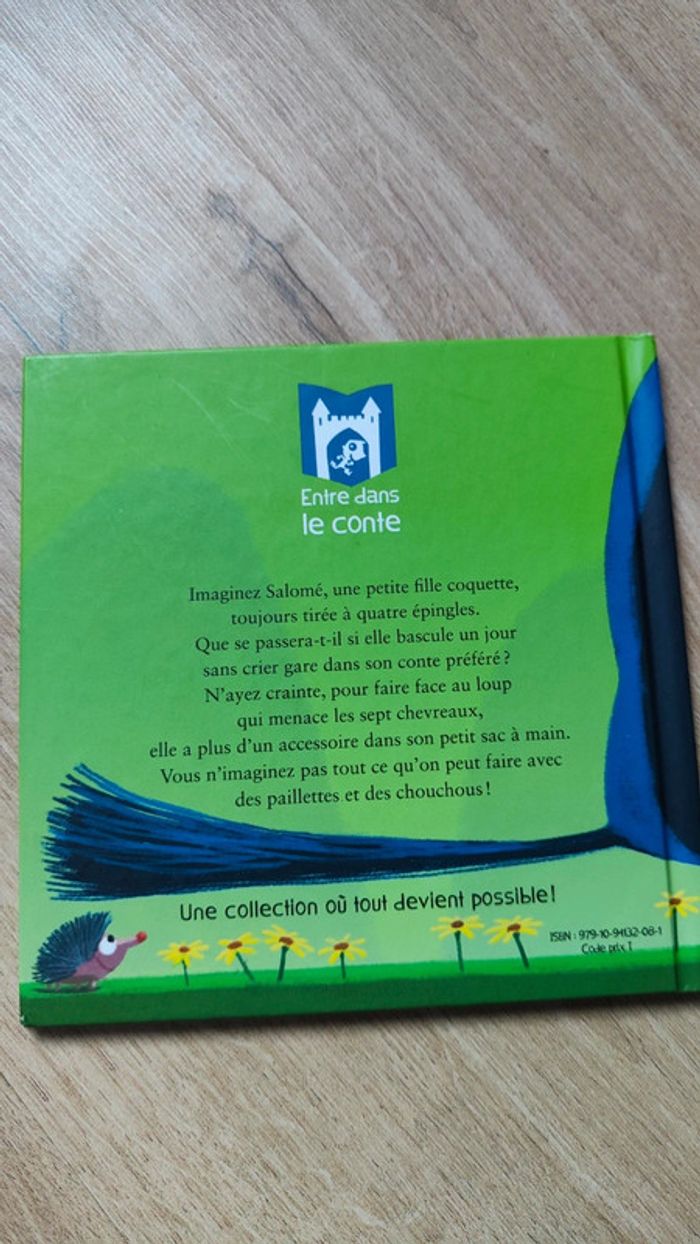 Entre dans
le conte
Imaginez Salomé, une petite fille coquette,
toujours tirée à quatre épingles.
Que se passera-t-il si elle bascule un jour
sans crier gare dans son conte préféré ?
N'ayez crainte, pour faire face au loup
qui menace les sept chevreaux,
elle a plus d'un accessoire dans son petit sac à main.
Vous n'imaginez pas tout ce qu'on peut faire avec
des paillettes et des chouchous !
Une collection où tout devient possible !
ISBN : 979-10-94132-08-1
Code prix 1